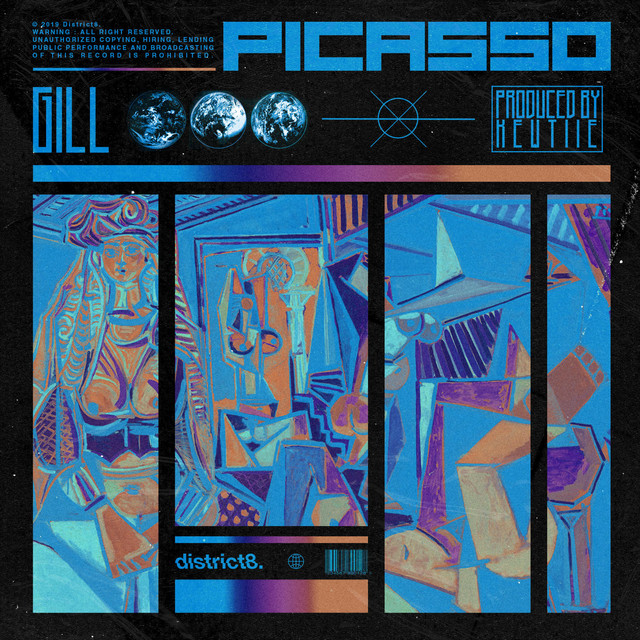 © 2019 District8.
WARNING : ALL RIGHT RESERVED.
UNAUTHORIZED COPYING, HIRING, LENDING
PUBLIC PERFORMANCE AND BROADCASTING
OF THIS RECORD IS PROHIBITED.
PICASSO
GILL
PRODUCED BY
KEUTIIE
district8.